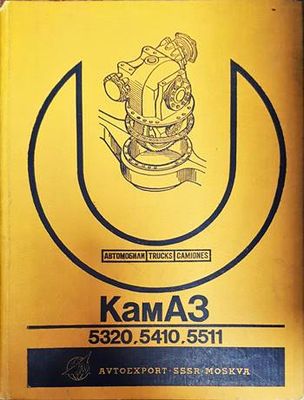 АВТОМОБИЛИ TRUCKS CAMIONES
КамАЗ
5320, 5410, 5511
AVTOEXPORT · SSSR · MOSKVA